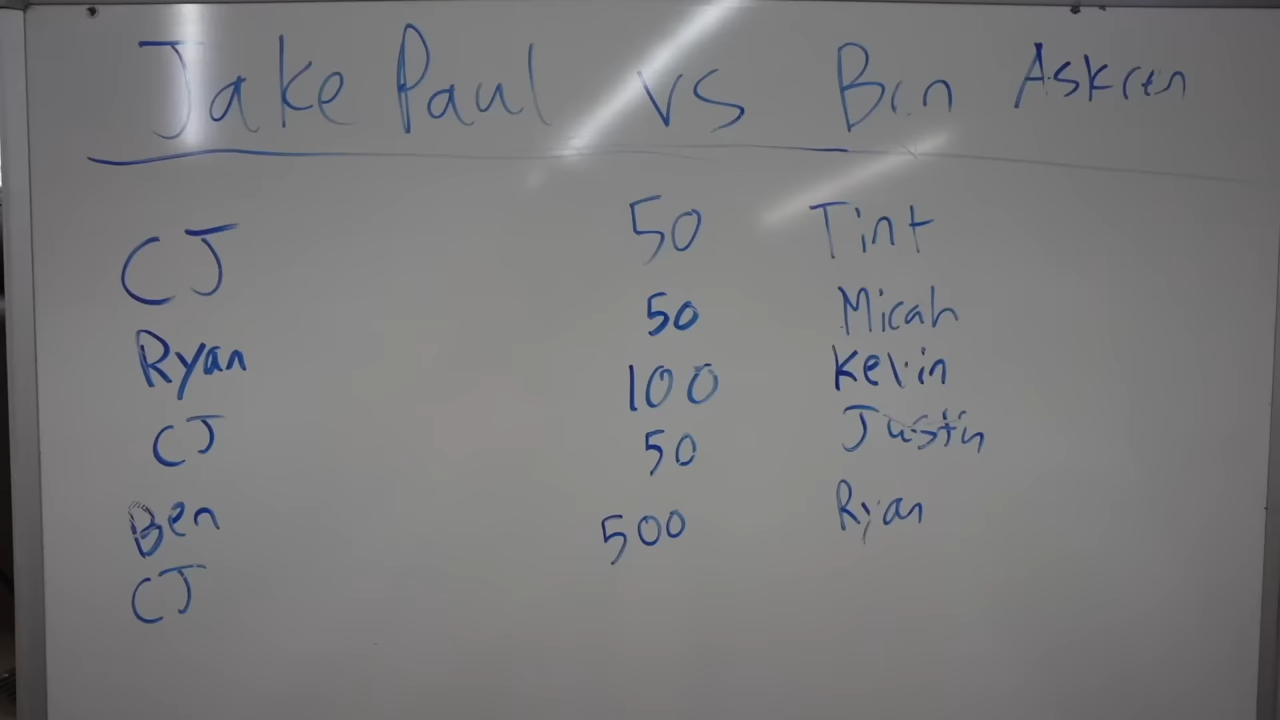 Jake Paul vs Ben Askren
CJ 50 Tint
Ryan 50 Micah
CJ 100 Kevin
Ben 50 Justin
CJ 500 Ryan